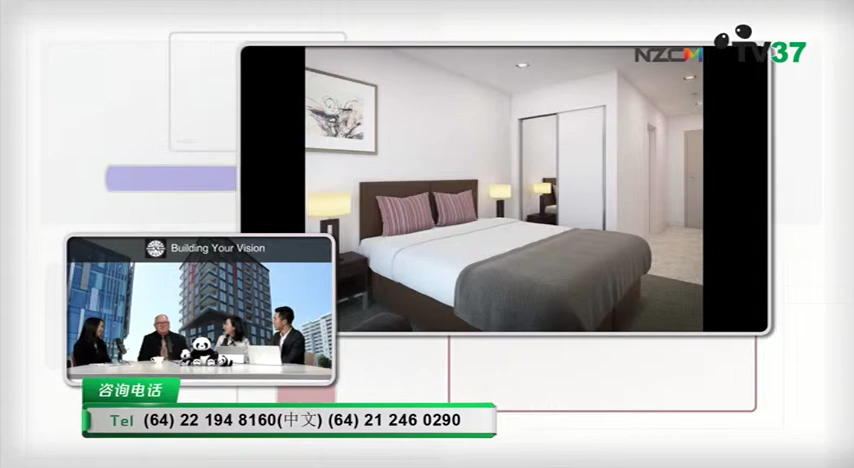 NZCM TV37
Building Your Vision
咨询电话
Tel (64) 22 194 8160(中文) (64) 21 246 0290